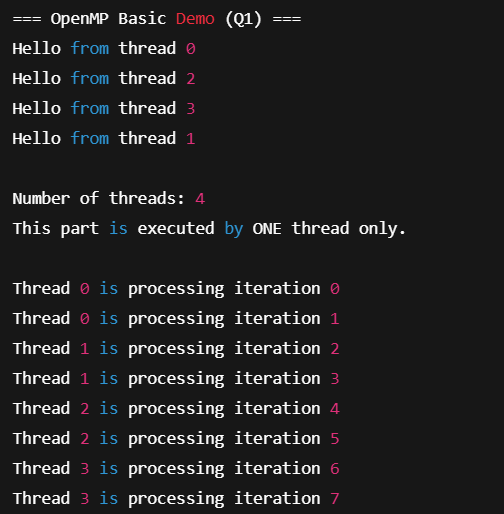 === OpenMP Basic Demo (Q1) ===
Hello from thread 0
Hello from thread 2
Hello from thread 3
Hello from thread 1
Number of threads: 4
This part is executed by ONE thread only.
Thread 0 is processing iteration 0
Thread 0 is processing iteration 1
Thread 1 is processing iteration 2
Thread 1 is processing iteration 3
Thread 2 is processing iteration 4
Thread 2 is processing iteration 5
Thread 3 is processing iteration 6
Thread 3 is processing iteration 7